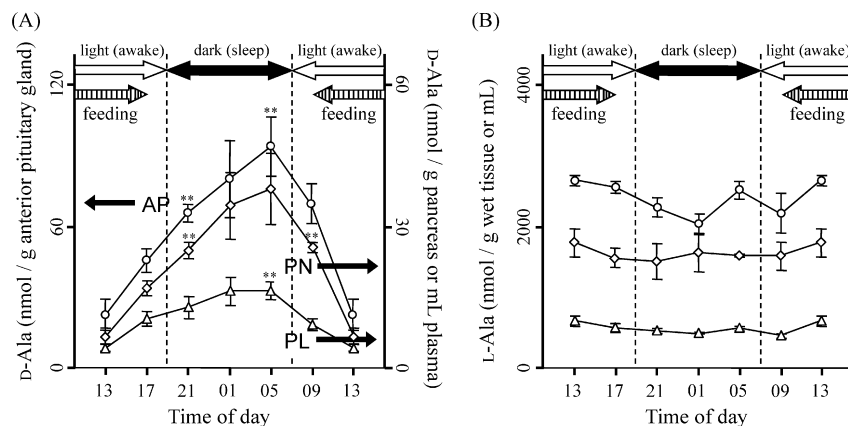 (A)
light (awake) dark (sleep) light (awake)
feeding feeding
D-Ala (nmol / g anterior pituitary gland)
120
60
0
** ** ** ** **
AP
PN
PL
60
30
0
D-Ala (nmol / g pancreas or mL plasma)
13 17 21 01 05 09 13
Time of day
(B)
light (awake) dark (sleep) light (awake)
feeding feeding
L-Ala (nmol / g wet tissue or mL)
4000
2000
0
13 17 21 01 05 09 13
Time of day